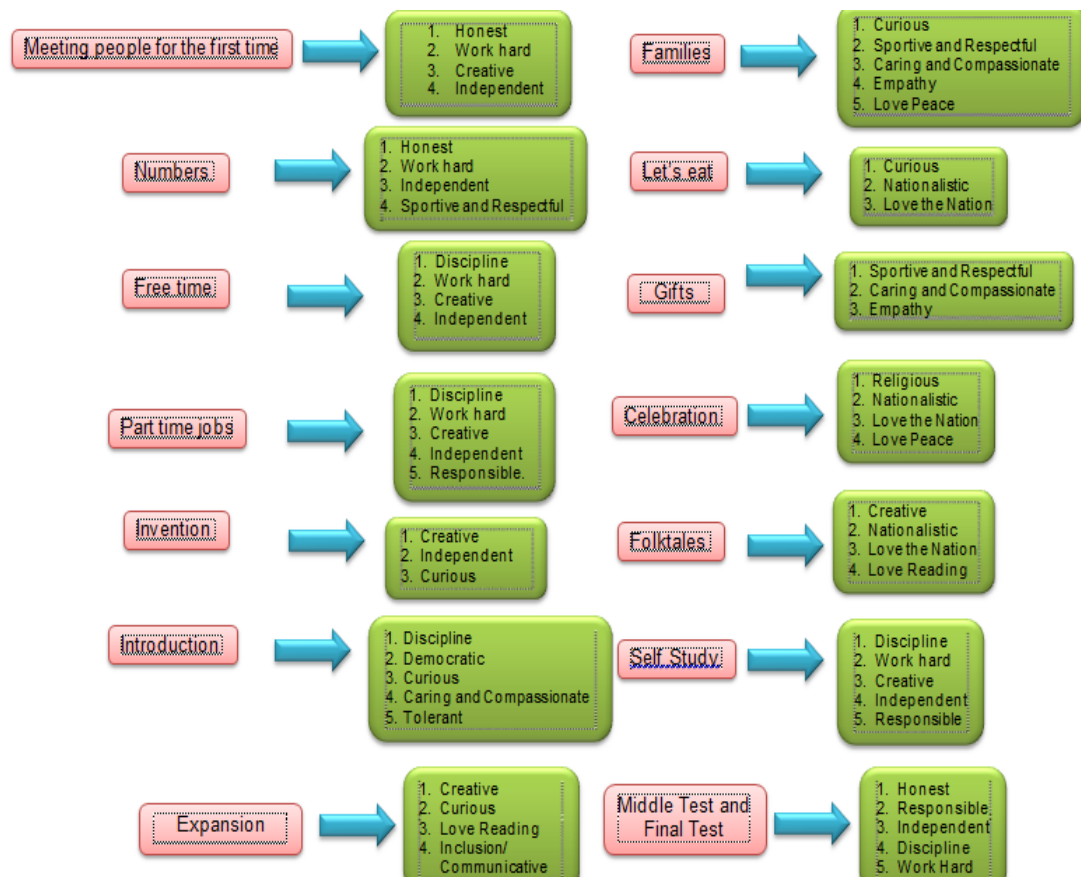 Meeting people for the first time
1. Honest
2. Work hard
3. Creative
4. Independent
Families
1. Curious
2. Sportive and Respectful
3. Caring and Compassionate
4. Empathy
5. Love Peace
Numbers
1. Honest
2. Work hard
3. Independent
4. Sportive and Respectful
Let's eat
1. Curious
2. Nationalistic
3. Love the Nation
Free time
1. Discipline
2. Work hard
3. Creative
4. Independent
Gifts
1. Sportive and Respectful
2. Caring and Compassionate
3. Empathy
Part time jobs
1. Discipline
2. Work hard
3. Creative
4. Independent
5. Responsible.
Celebration
1. Religious
2. Nationalistic
3. Love the Nation
4. Love Peace
Invention
1. Creative
2. Independent
3. Curious
Folktales
1. Creative
2. Nationalistic
3. Love the Nation
4. Love Reading
Introduction
1. Discipline
2. Democratic
3. Curious
4. Caring and Compassionate
5. Tolerant
Self Study
1. Discipline
2. Work hard
3. Creative
4. Independent
5. Responsible
Expansion
1. Creative
2. Curious
3. Love Reading
4. Inclusion/
Communicative
Middle Test and
Final Test
1. Honest
2. Responsible
3. Independent
4. Discipline
5. Work Hard